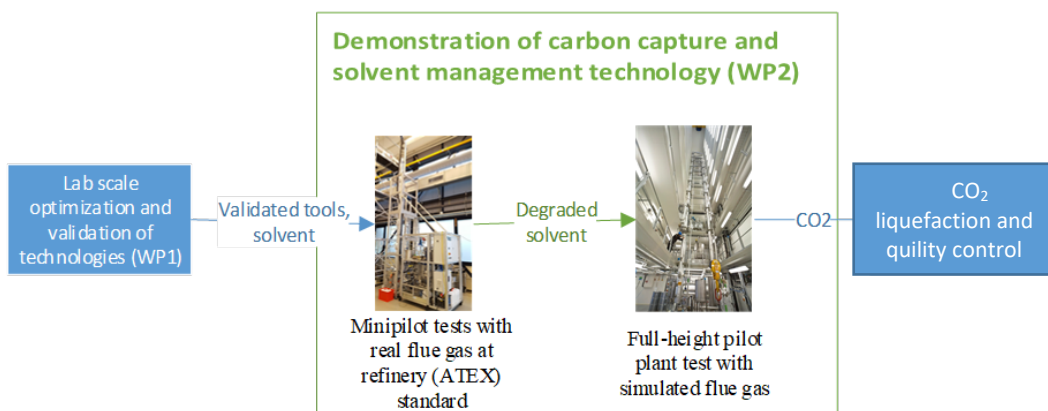 Demonstration of carbon capture and
solvent management technology (WP2)
Lab scale
optimization and
validation of
technologies (WP1)
Validated tools,
solvent
Degraded
solvent
CO2
CO₂
liquefaction and
quility control
Minipilot tests with
real flue gas at
refinery (ATEX)
standard
Full-height pilot
plant test with
simulated flue gas